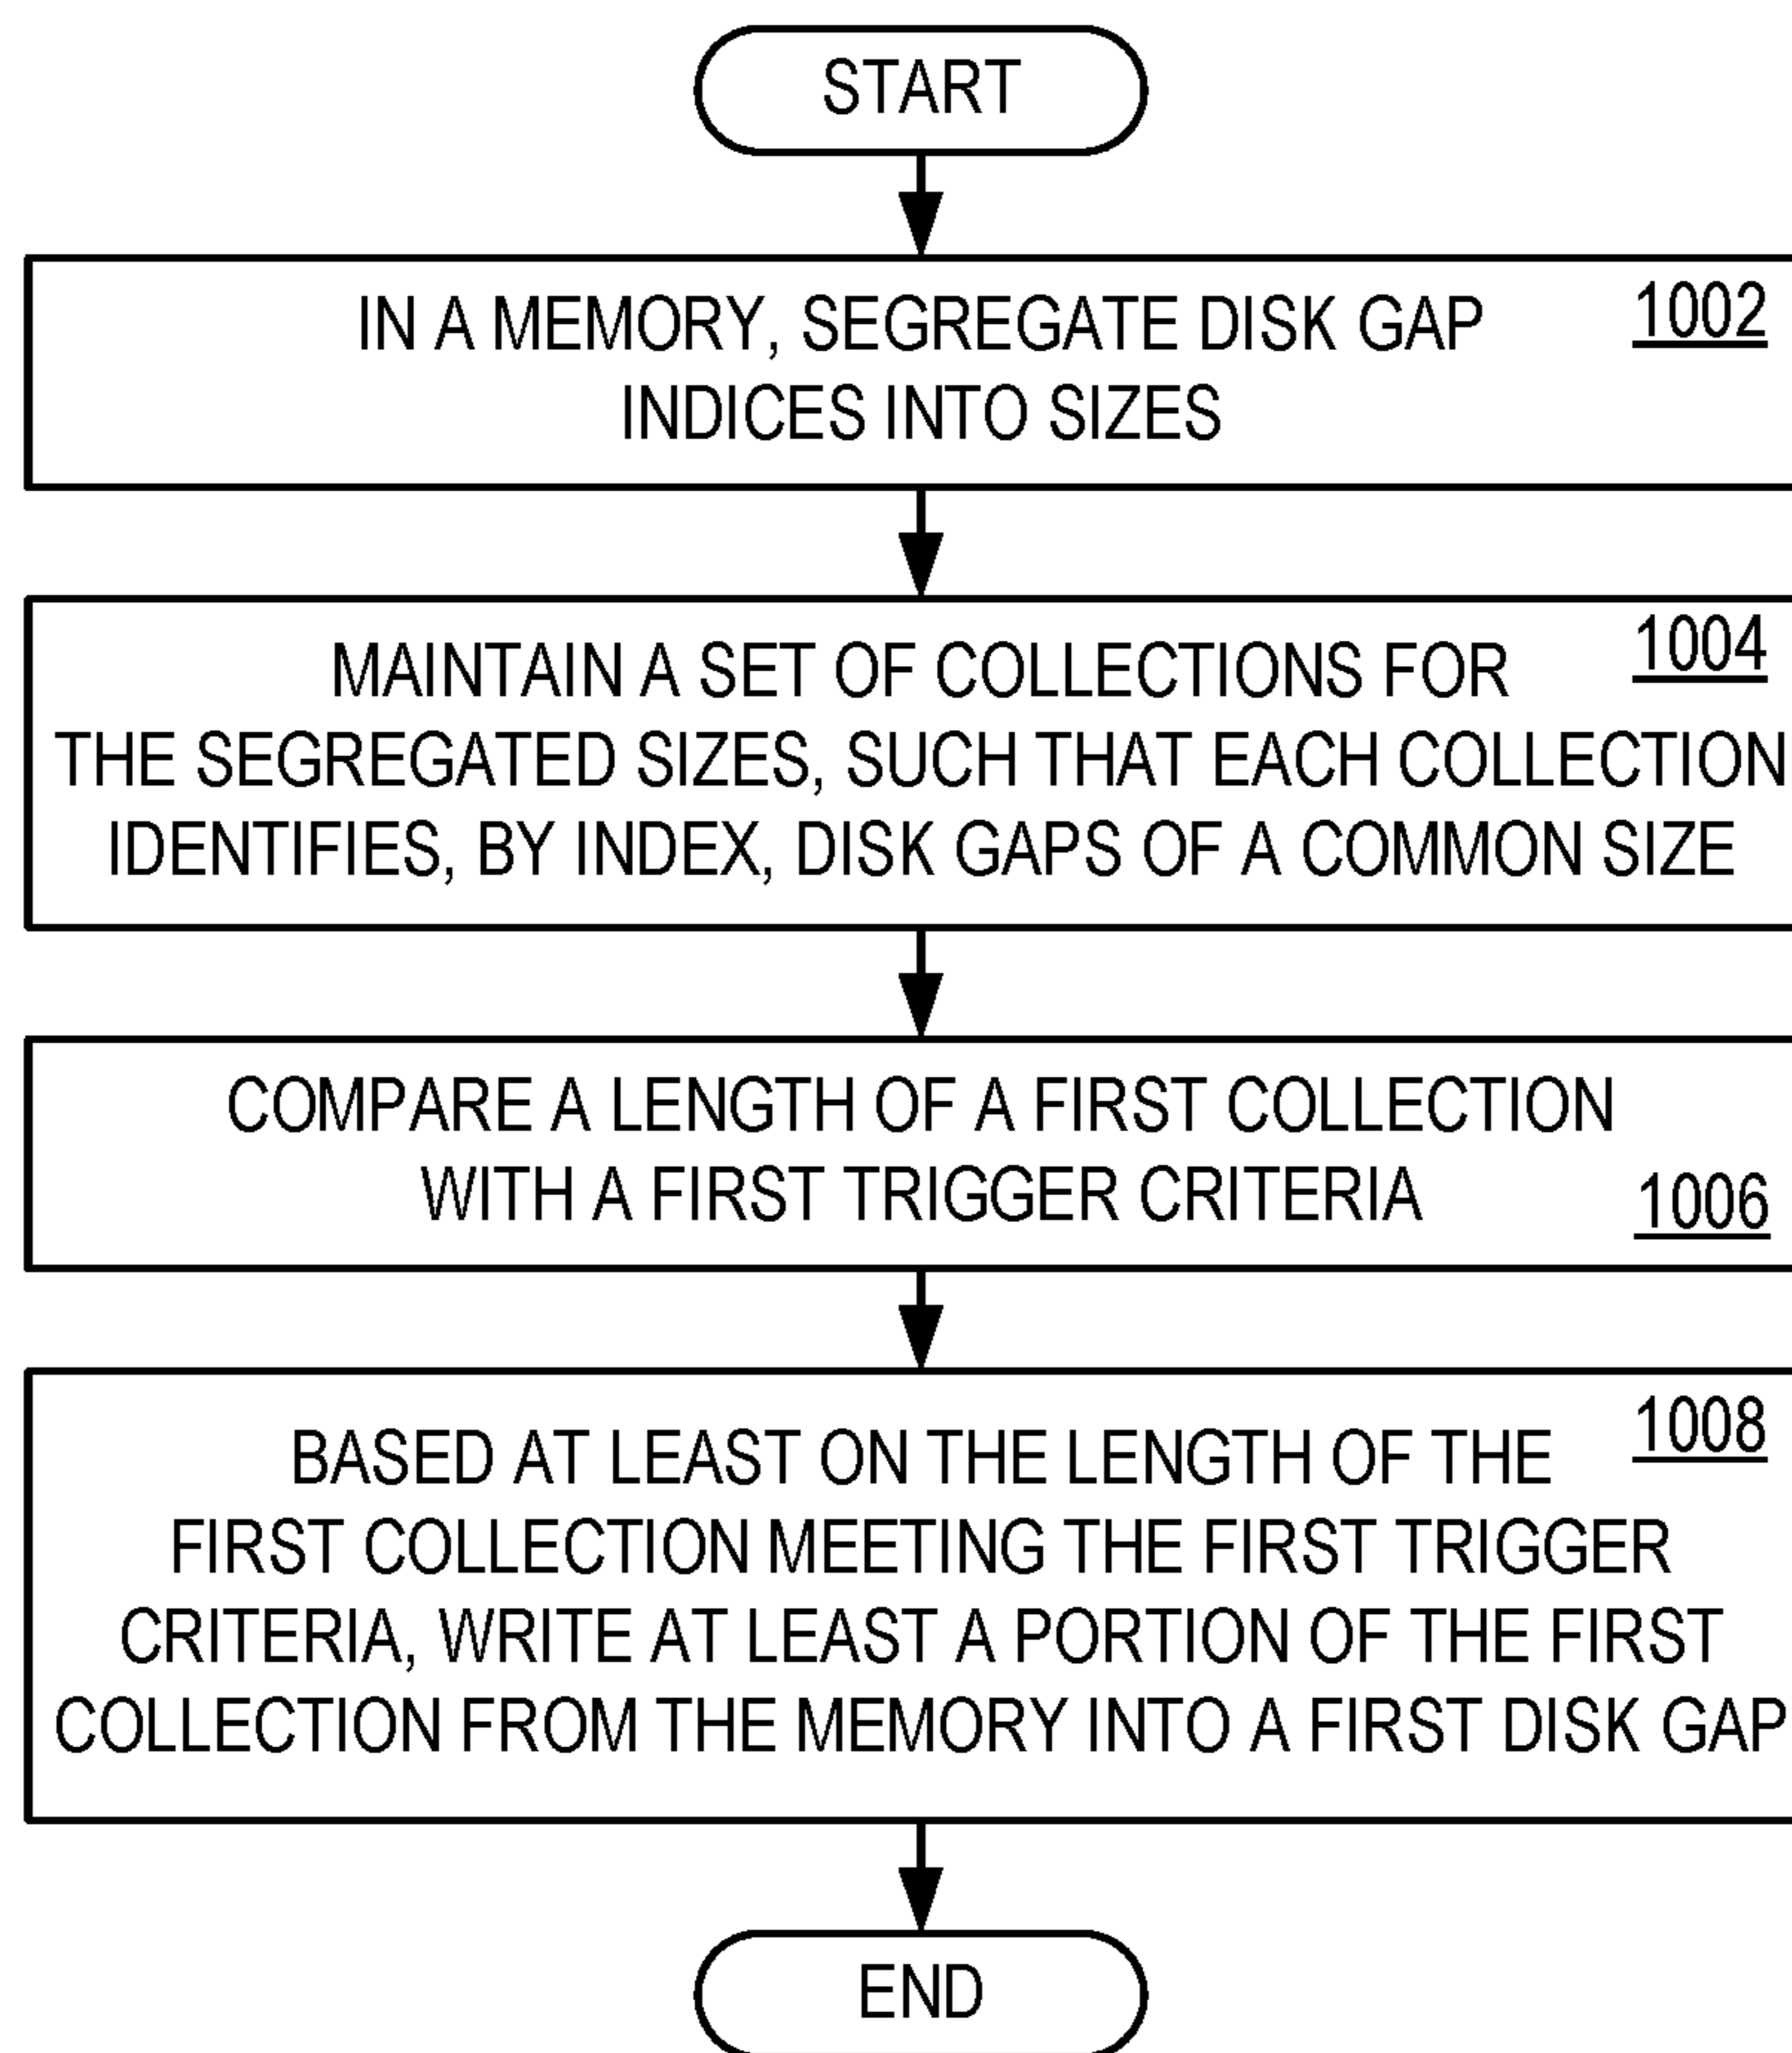 START
IN A MEMORY, SEGREGATE DISK GAP
1002
INDICES INTO SIZES
MAINTAIN A SET OF COLLECTIONS FOR
1004
THE SEGREGATED SIZES, SUCH THAT EACH COLLECTION
IDENTIFIES, BY INDEX, DISK GAPS OF A COMMON SIZE
COMPARE A LENGTH OF A FIRST COLLECTION
WITH A FIRST TRIGGER CRITERIA
1006
BASED AT LEAST ON THE LENGTH OF THE
1008
FIRST COLLECTION MEETING THE FIRST TRIGGER
CRITERIA, WRITE AT LEAST A PORTION OF THE FIRST
COLLECTION FROM THE MEMORY INTO A FIRST DISK GAP
END